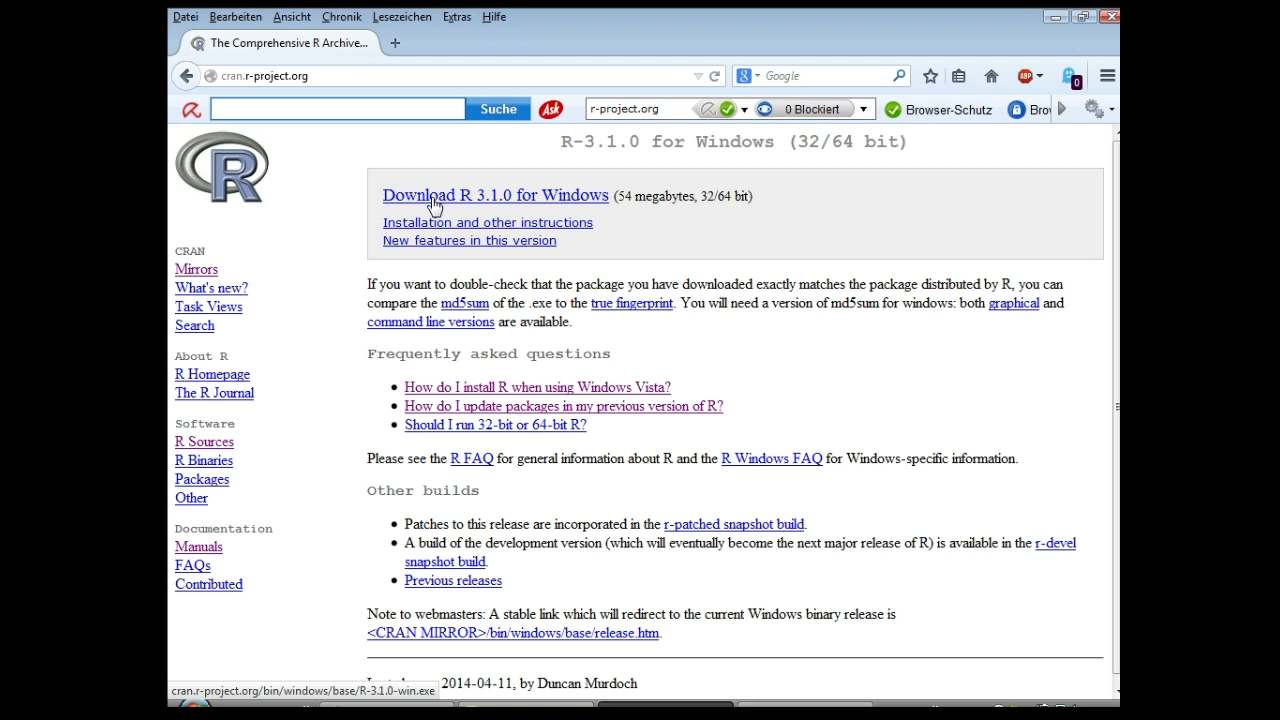 Datei Bearbeiten Ansicht Chronik Lesezeichen Extras Hilfe
The Comprehensive R Archive...
cran.r-project.org
Google
0
Suche
Ask
r-project.org
0 Blockiert
Browser-Schutz
Bro
R
R-3.1.0 for Windows (32/64 bit)
Download R 3.1.0 for Windows (54 megabytes, 32/64 bit)
Installation and other instructions
New features in this version
CRAN
Mirrors
What's new?
Task Views
Search
About R
R Homepage
The R Journal
Software
R Sources
R Binaries
Packages
Other
Documentation
Manuals
FAQs
Contributed
If you want to double-check that the package you have downloaded exactly matches the package distributed by R, you can
compare the md5sum of the .exe to the true fingerprint. You will need a version of md5sum for windows: both graphical and
command line versions are available.
Frequently asked questions
How do I install R when using Windows Vista?
How do I update packages in my previous version of R?
Should I run 32-bit or 64-bit R?
Please see the R FAQ for general information about R and the R Windows FAQ for Windows-specific information.
Other builds
Patches to this release are incorporated in the r-patched snapshot build.
A build of the development version (which will eventually become the next major release of R) is available in the r-devel
snapshot build.
Previous releases
Note to webmasters: A stable link which will redirect to the current Windows binary release is
<CRAN MIRROR>/bin/windows/base/release.htm.
2014-04-11, by Duncan Murdoch
cran.r-project.org/bin/windows/base/R-3.1.0-win.exe